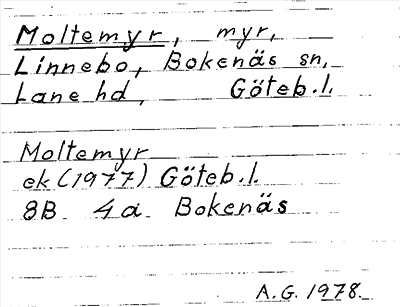 Moltemyr, myr,
Linnebo, Bokenäs sn,
Lane hd, Göteb.l.
Moltemyr
ek (1977) Göteb.l.
8B 4a Bokenäs
A.G. 1978.